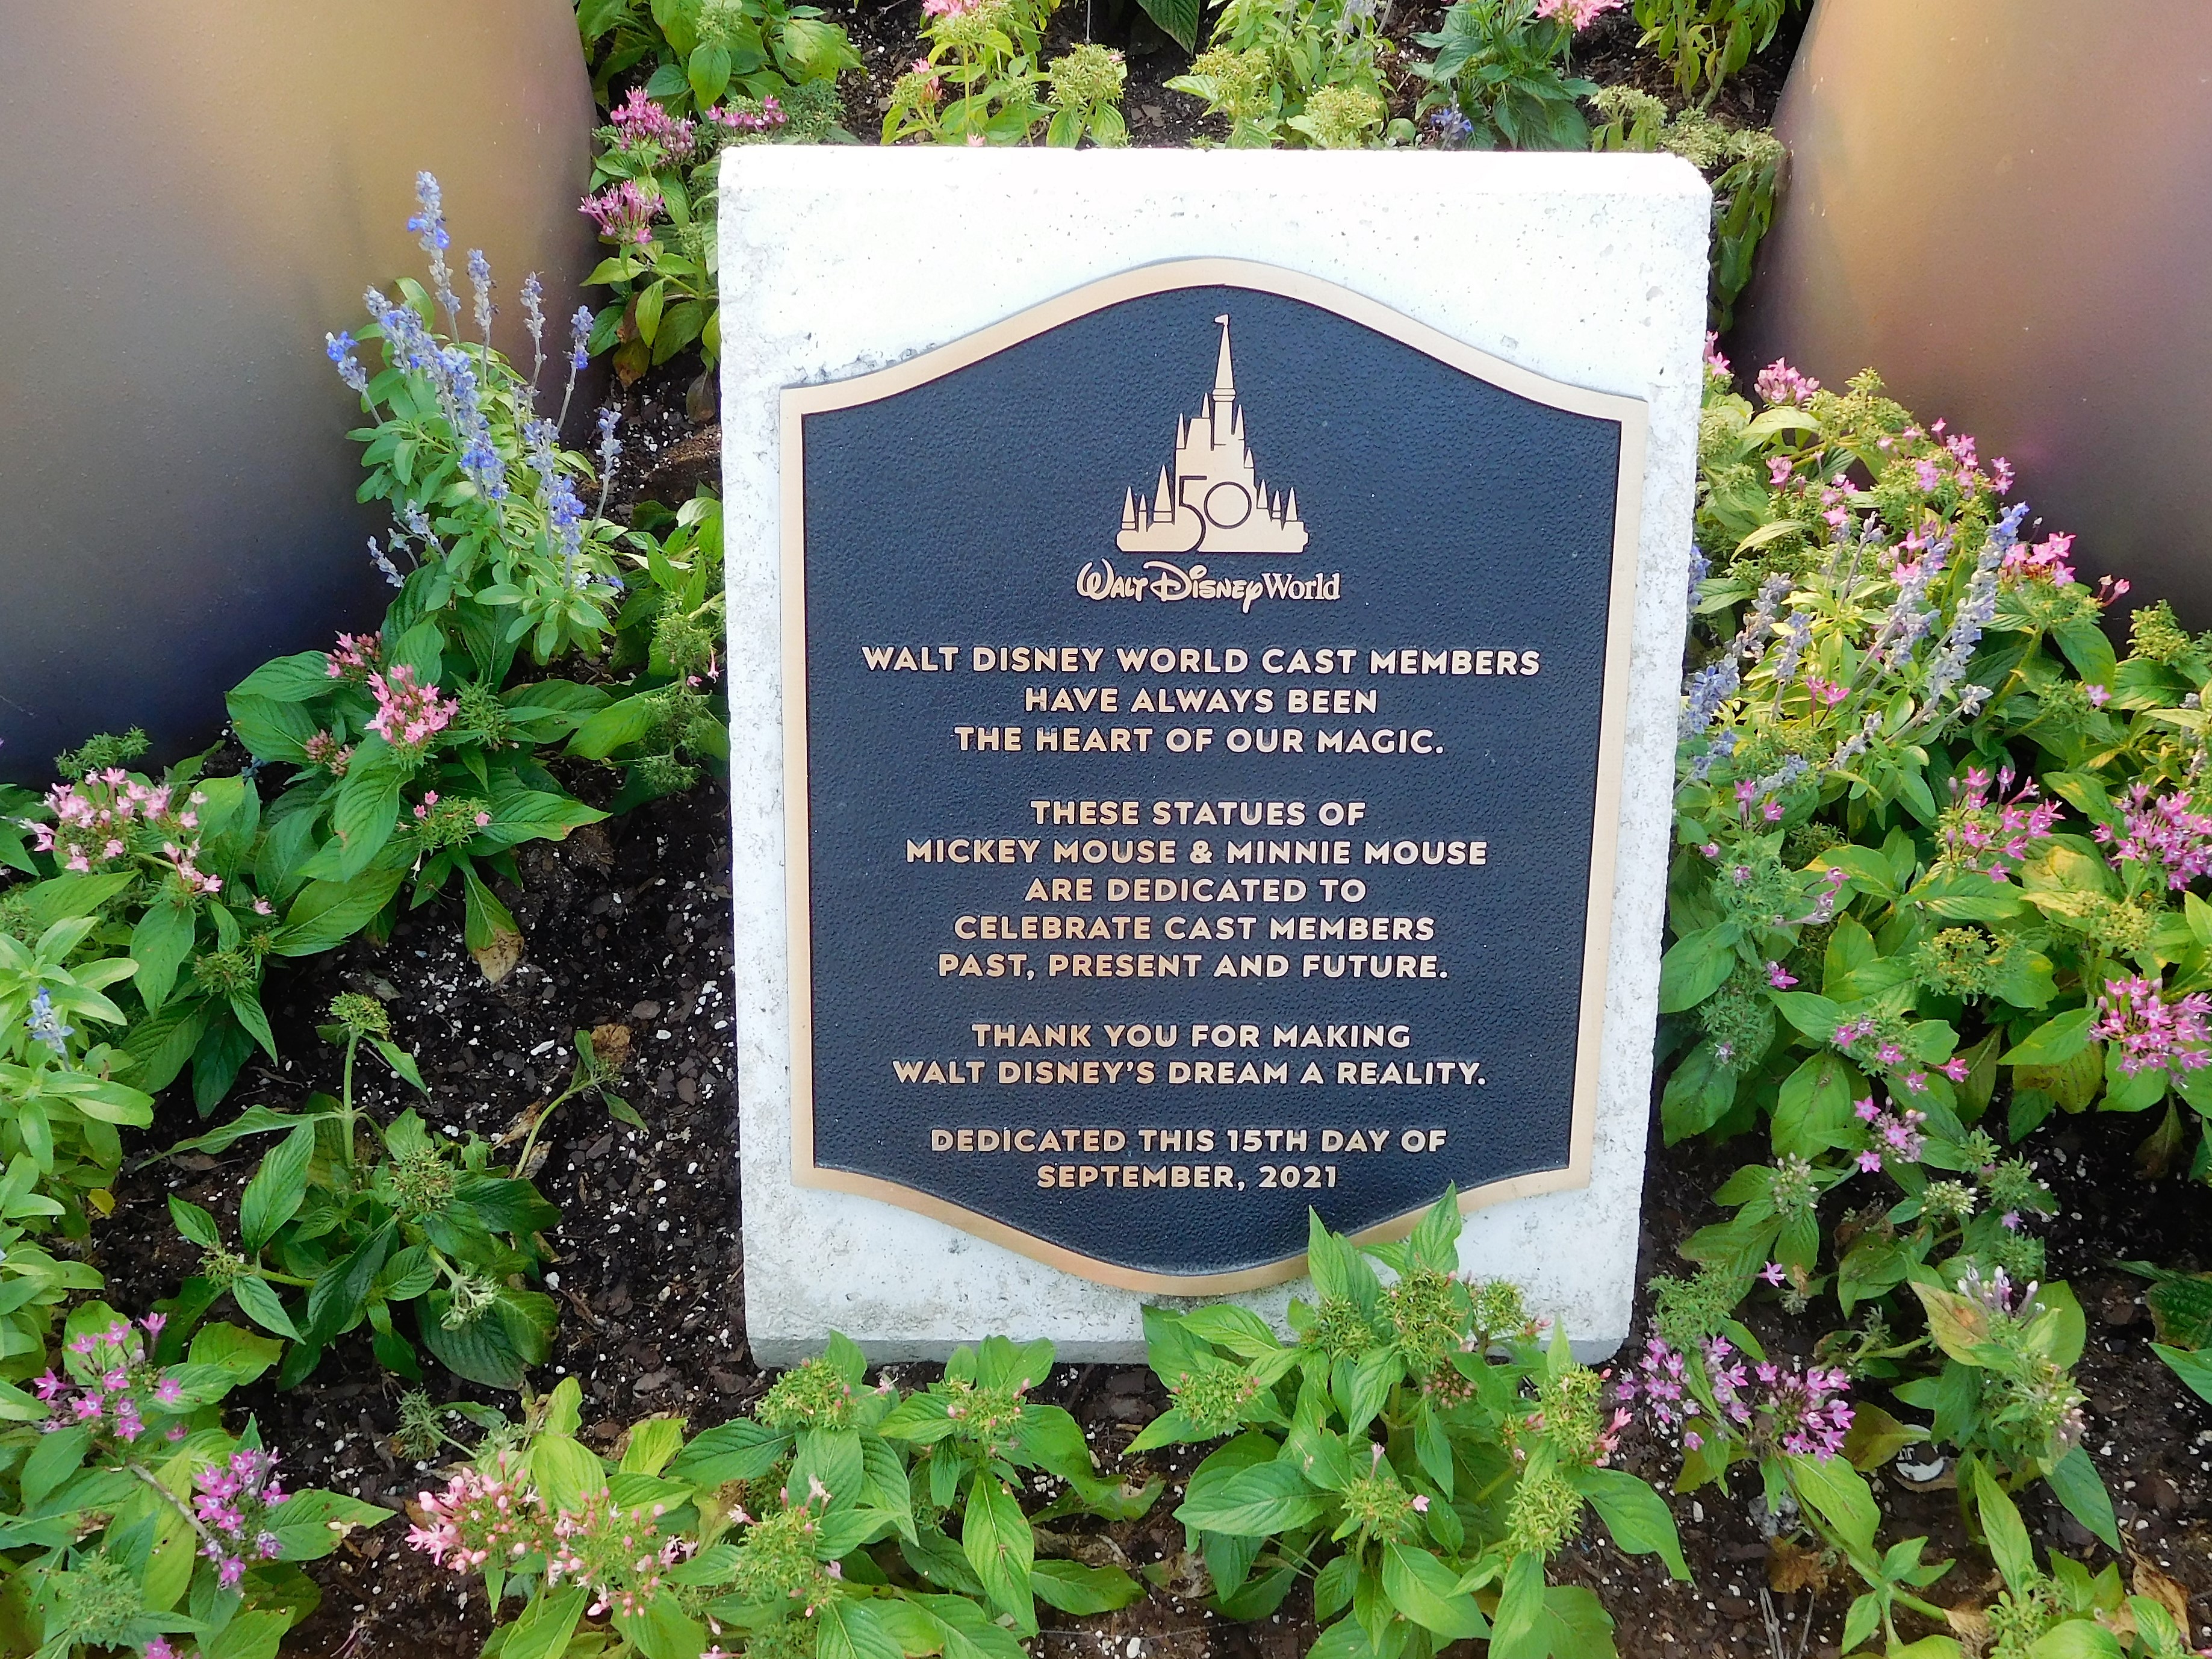 50
Walt Disney World
WALT DISNEY WORLD CAST MEMBERS
HAVE ALWAYS BEEN
THE HEART OF OUR MAGIC.
THESE STATUES OF
MICKEY MOUSE & MINNIE MOUSE
ARE DEDICATED TO
CELEBRATE CAST MEMBERS
PAST, PRESENT AND FUTURE.
THANK YOU FOR MAKING
WALT DISNEY'S DREAM A REALITY.
DEDICATED THIS 15TH DAY OF
SEPTEMBER, 2021